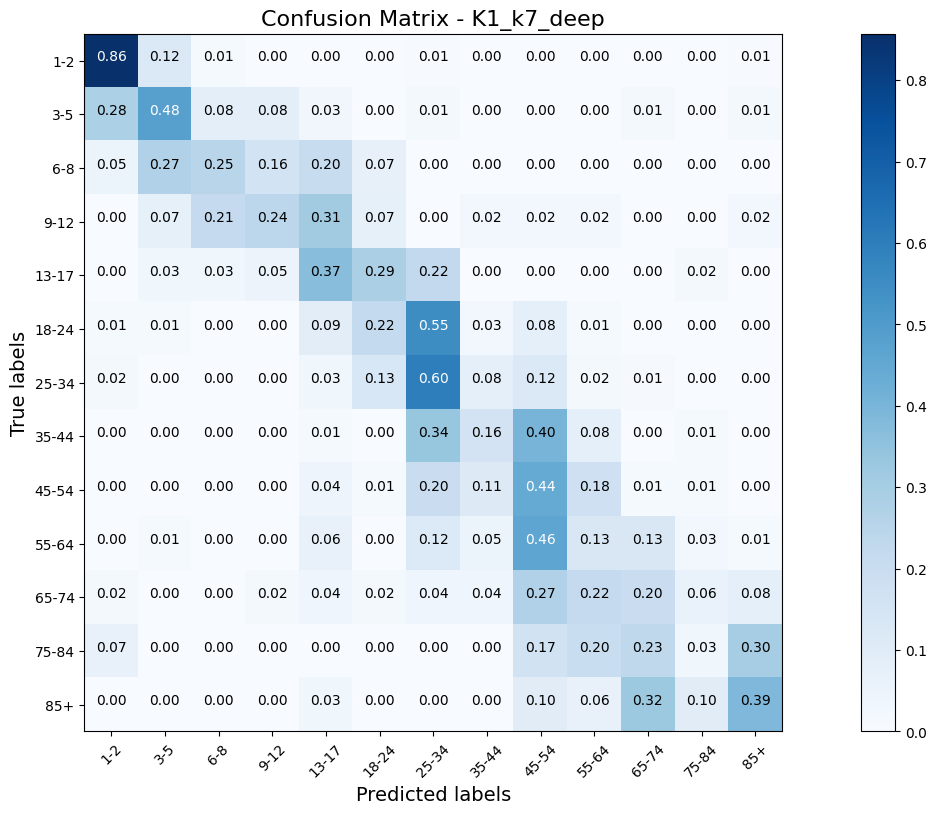 Confusion Matrix - K1_k7_deep
True labels
1-2 0.86 0.12 0.01 0.00 0.00 0.00 0.01 0.00 0.00 0.00 0.00 0.00 0.01
3-5 0.28 0.48 0.08 0.08 0.03 0.00 0.01 0.00 0.00 0.00 0.01 0.00 0.01
6-8 0.05 0.27 0.25 0.16 0.20 0.07 0.00 0.00 0.00 0.00 0.00 0.00 0.00
9-12 0.00 0.07 0.21 0.24 0.31 0.07 0.00 0.02 0.02 0.02 0.00 0.00 0.02
13-17 0.00 0.03 0.03 0.05 0.37 0.29 0.22 0.00 0.00 0.00 0.00 0.02 0.00
18-24 0.01 0.01 0.00 0.00 0.09 0.22 0.55 0.03 0.08 0.01 0.00 0.00 0.00
25-34 0.02 0.00 0.00 0.00 0.03 0.13 0.60 0.08 0.12 0.02 0.01 0.00 0.00
35-44 0.00 0.00 0.00 0.00 0.01 0.00 0.34 0.16 0.40 0.08 0.00 0.01 0.00
45-54 0.00 0.00 0.00 0.00 0.04 0.01 0.20 0.11 0.44 0.18 0.01 0.01 0.00
55-64 0.00 0.01 0.00 0.00 0.06 0.00 0.12 0.05 0.46 0.13 0.13 0.03 0.01
65-74 0.02 0.00 0.00 0.02 0.04 0.02 0.04 0.04 0.27 0.22 0.20 0.06 0.08
75-84 0.07 0.00 0.00 0.00 0.00 0.00 0.00 0.00 0.17 0.20 0.23 0.03 0.30
85+ 0.00 0.00 0.00 0.00 0.03 0.00 0.00 0.00 0.10 0.06 0.32 0.10 0.39
1-2 3-5 6-8 9-12 13-17 18-24 25-34 35-44 45-54 55-64 65-74 75-84 85+
Predicted labels
0.8
0.7
0.6
0.5
0.4
0.3
0.2
0.1
0.0